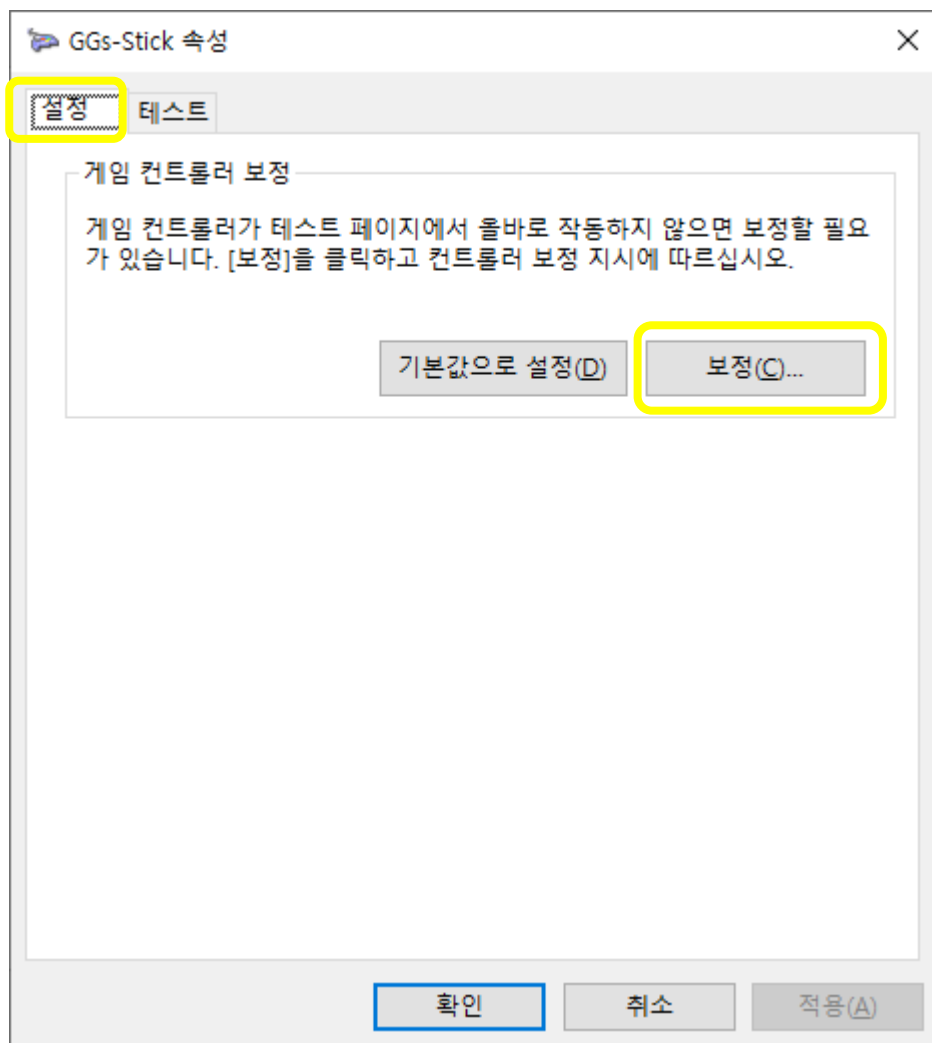 GGs-Stick 속성
설정 테스트
게임 컨트롤러 보정
게임 컨트롤러가 테스트 페이지에서 올바로 작동하지 않으면 보정할 필요
가 있습니다. [보정]을 클릭하고 컨트롤러 보정 지시에 따르십시오.
기본값으로 설정(D) 보정(C)...
확인 취소 적용(A)